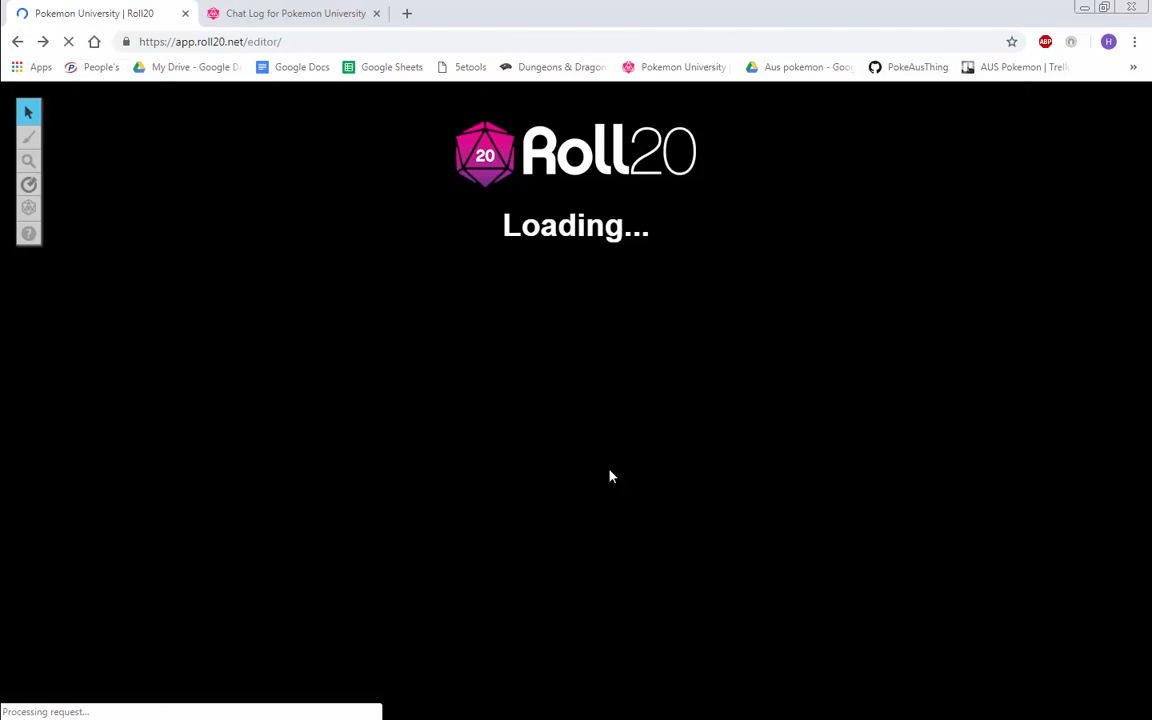 Pokemon University | Roll20
Chat Log for Pokemon University
https://app.roll20.net/editor/
ABP
H
Apps
People's
My Drive - Google D
Google Docs
Google Sheets
5etools
Dungeons & Dragon
Pokemon University
Aus pokemon - Goog
PokeAusThing
AUS Pokemon | Trell
»
20
Roll20
Loading...
Processing request...